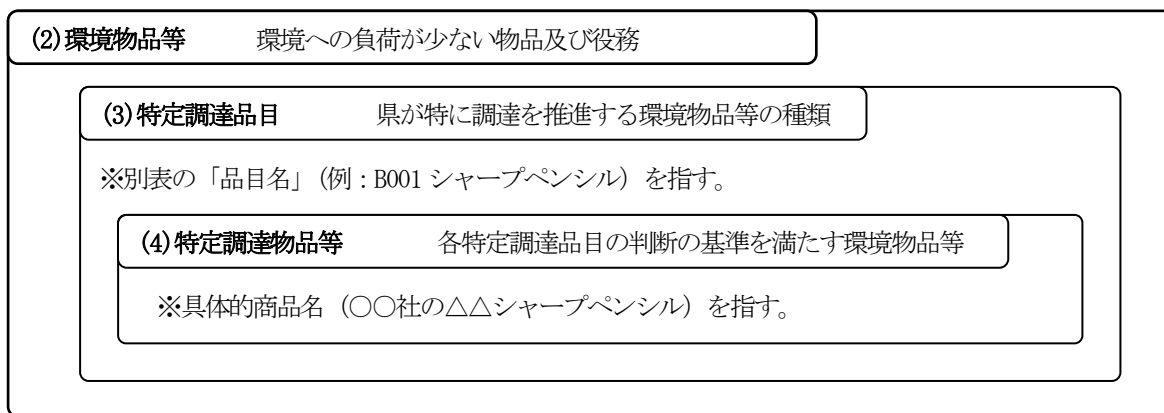 (2)環境物品等　環境への負荷が少ない物品及び役務
(3)特定調達品目　県が特に調達を推進する環境物品等の種類
※別表の「品目名」（例：B001 シャープペンシル）を指す。
(4)特定調達物品等　各特定調達品目の判断の基準を満たす環境物品等
※具体的商品名（○○社の△△シャープペンシル）を指す。